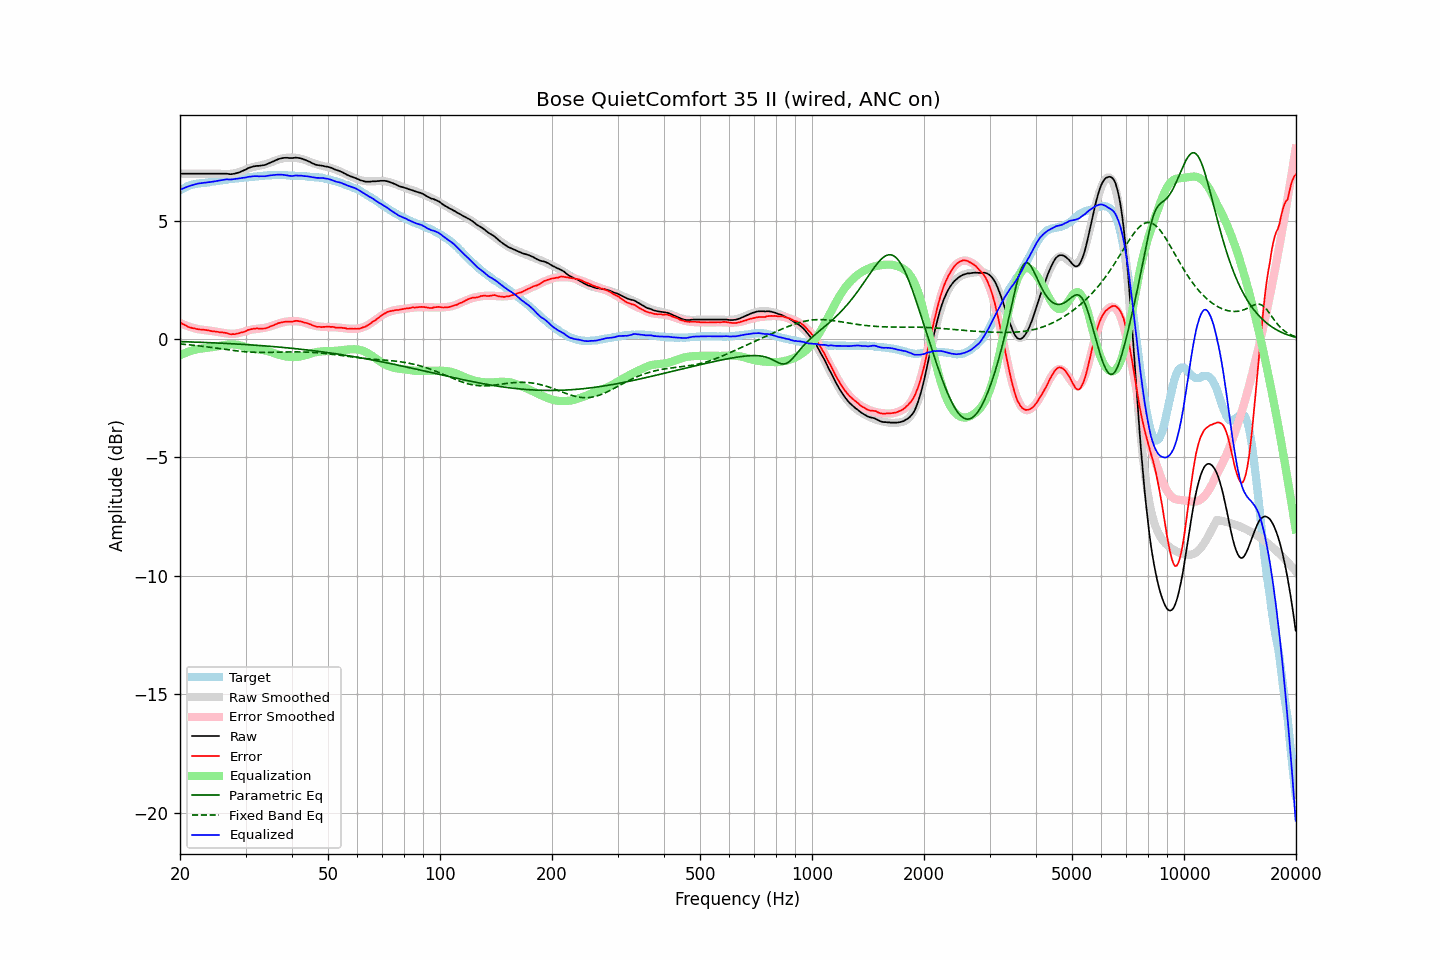 Bose QuietComfort 35 II (wired, ANC on)
Amplitude (dBr)
5
0
−5
−10
−15
−20
Target
Raw Smoothed
Error Smoothed
Raw
Error
Equalization
Parametric Eq
Fixed Band Eq
Equalized
20 50 100 200 500 1000 2000 5000 10000 20000
Frequency (Hz)